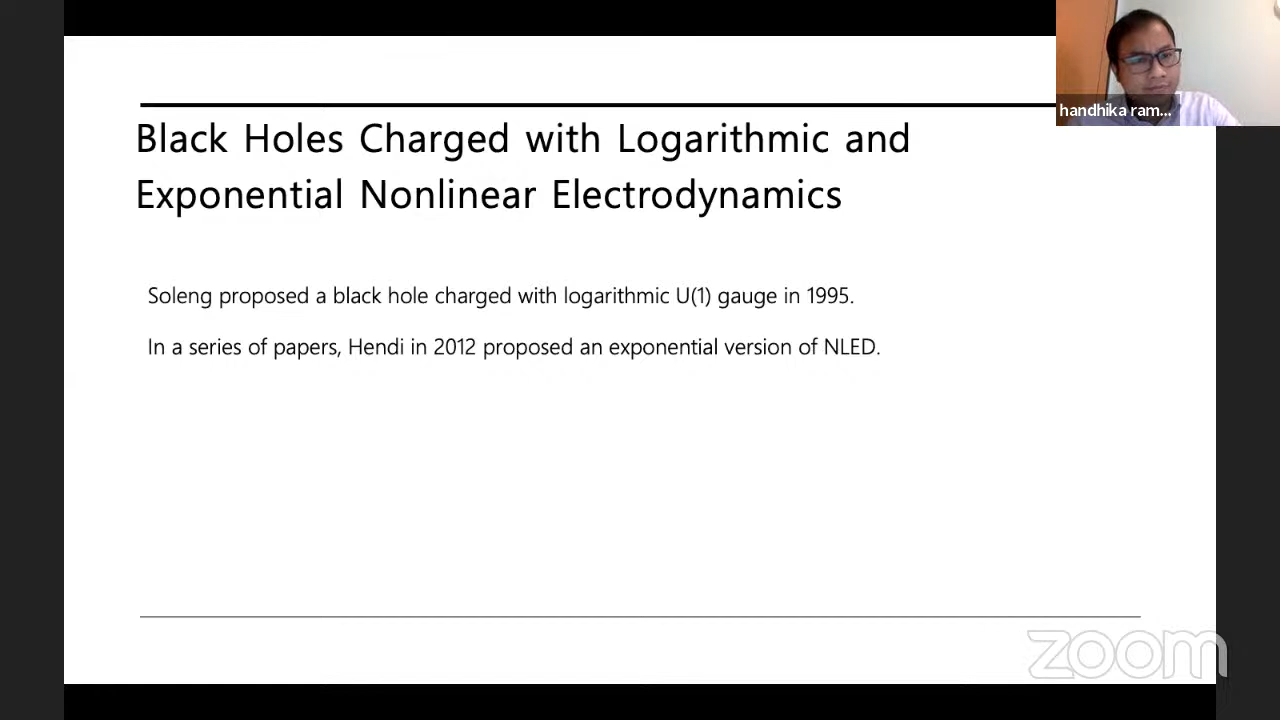 handhika ram...
Black Holes Charged with Logarithmic and
Exponential Nonlinear Electrodynamics
Soleng proposed a black hole charged with logarithmic U(1) gauge in 1995.
In a series of papers, Hendi in 2012 proposed an exponential version of NLED.
zoom